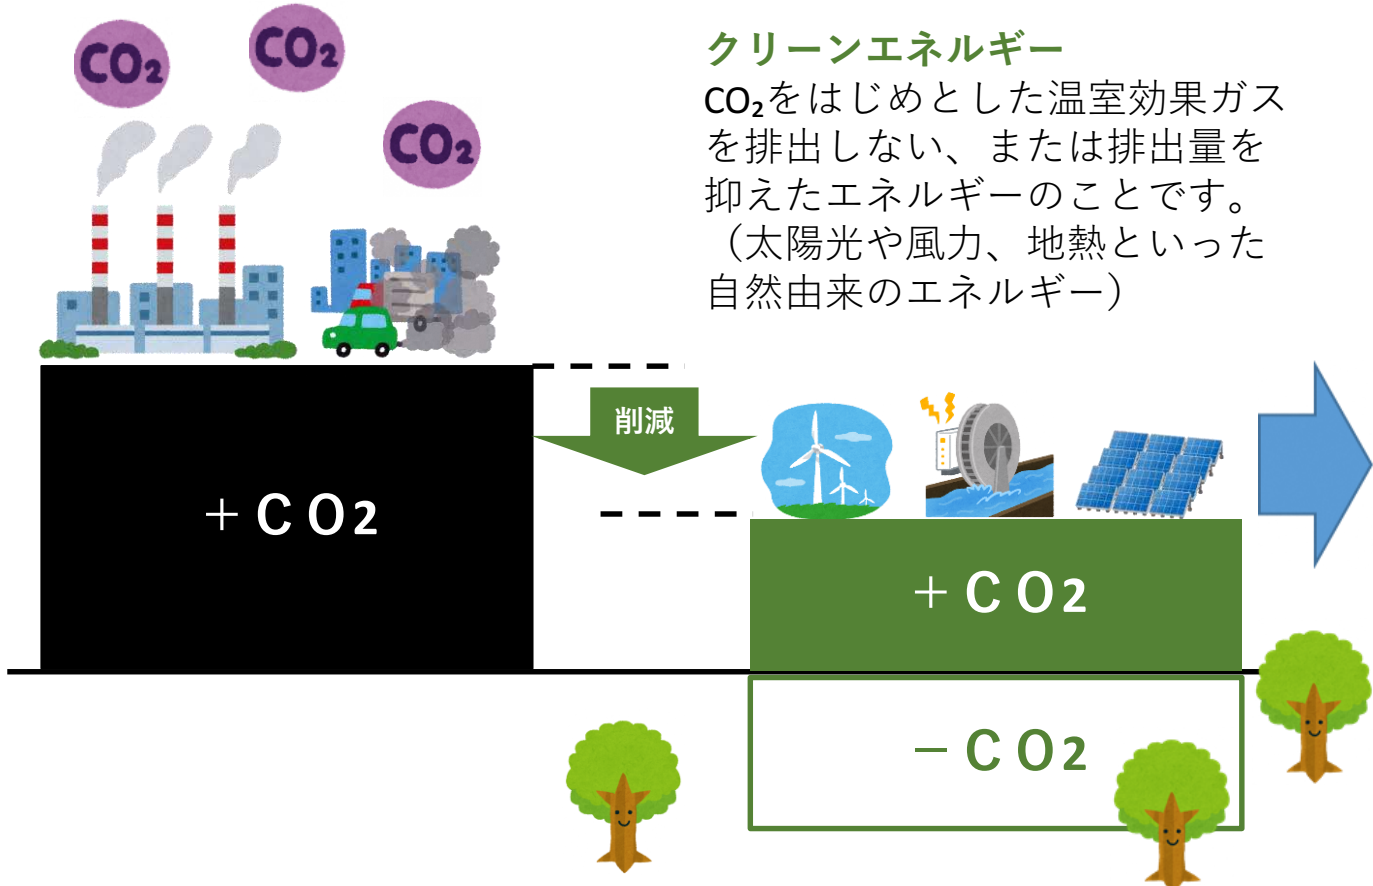 CO₂
CO₂
CO₂
クリーンエネルギー
CO₂をはじめとした温室効果ガス
を排出しない、または排出量を
抑えたエネルギーのことです。
（太陽光や風力、地熱といった
自然由来のエネルギー）
削減
＋ＣＯ２
＋ＣＯ２
－ＣＯ２